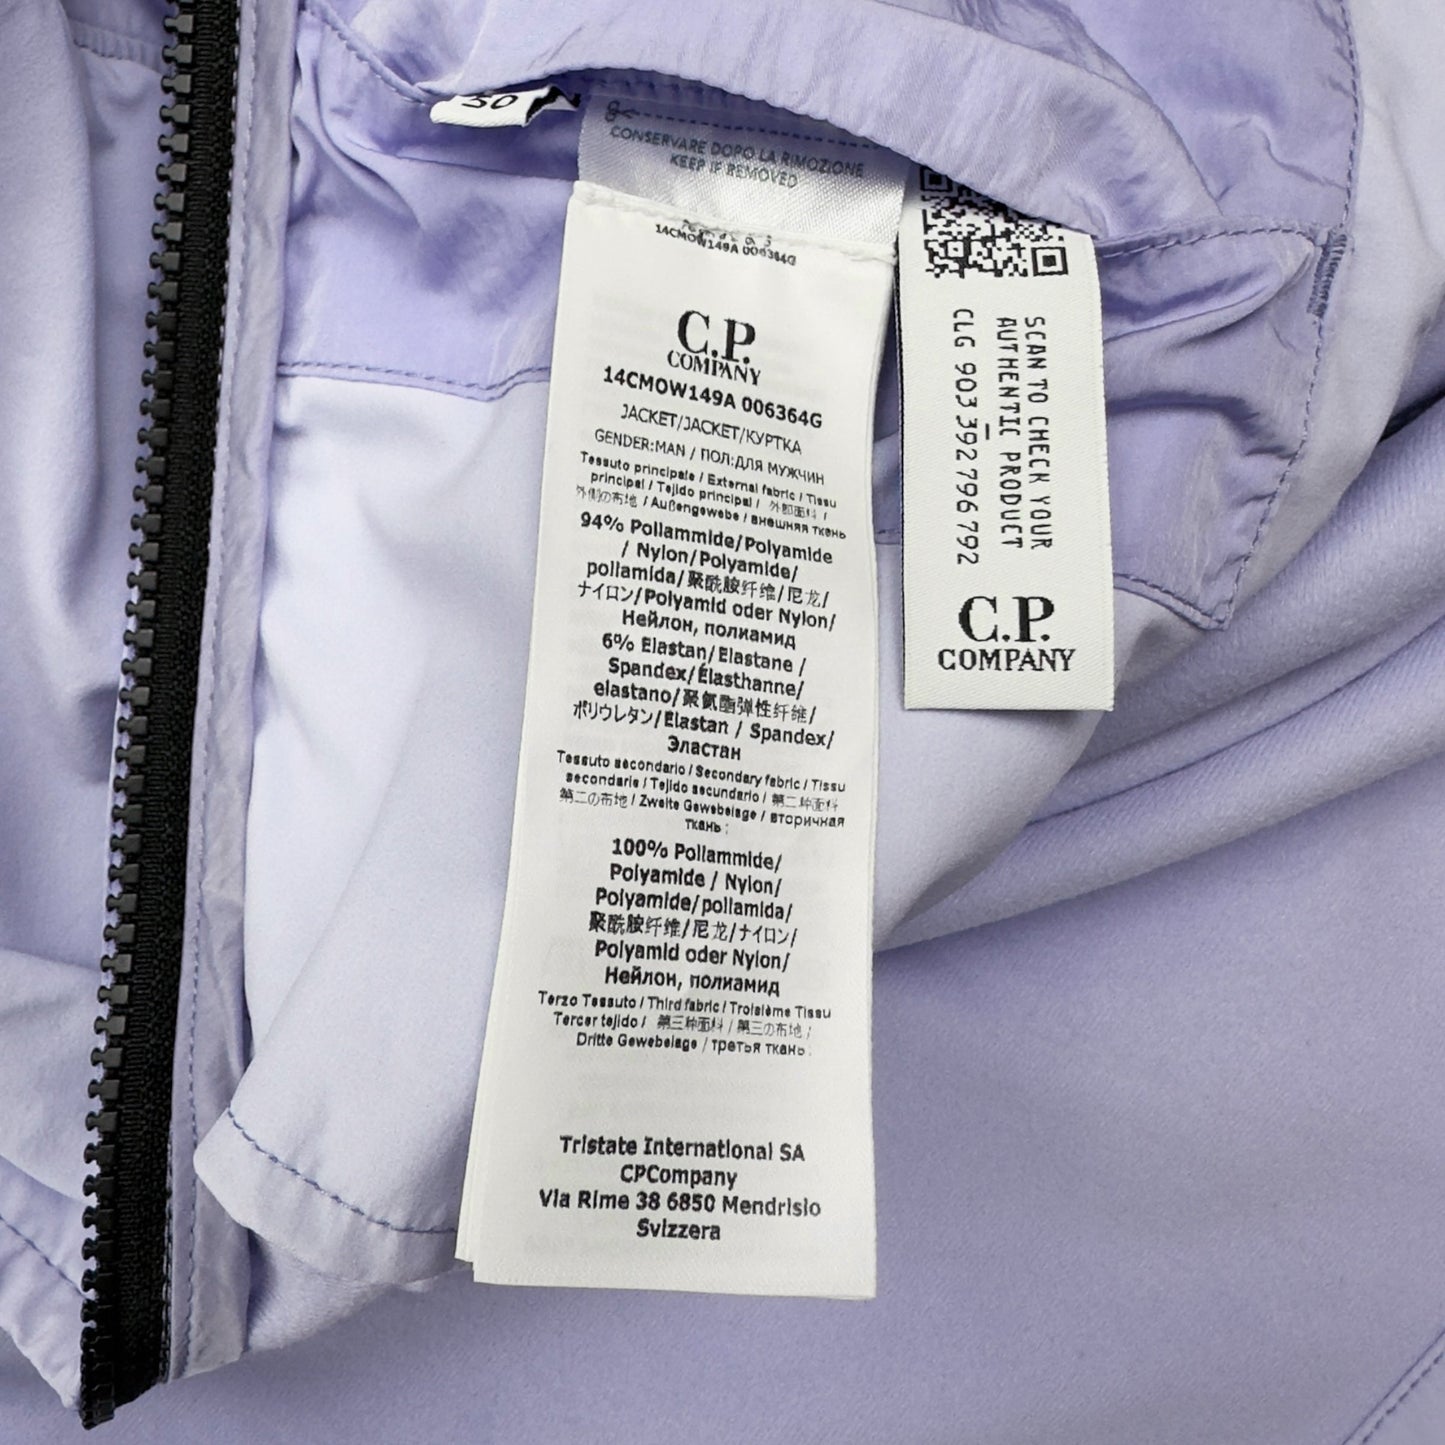 50
CONSERVARE DOPO LA RIMOZIONE
KEEP IF REMOVED
14CMOW149A 006364G
C.P.
COMPANY
14CMOW149A 006364G
JACKET/JACKET/КУРТКА
GENDER:MAN / ПОЛ:ДЛЯ МУЖЧИН
Tessuto principale / External fabric / Tissu
principal / Tejido principal / 外部面料 /
外側の布地 / Außengewebe / внешняя ткань
94% Poliammide/Polyamide
/ Nylon/Polyamide/
poliamida/聚酰胺纤维/尼龙/
ナイロン/Polyamid oder Nylon/
Нейлон, полиамид
6% Elastan/Elastane /
Spandex/Élasthanne/
elastano/聚氨酯弹性纤维/
ポリウレタン/Elastan / Spandex/
Эластан
Tessuto secondario / Secondary fabric / Tissu
secondaria / Tejido secundario / 第二种面料
第二の布地 / Zweite Gewebelage / вторичная
ткань :
100% Poliammide/
Polyamide / Nylon/
Polyamide/poliamida/
聚酰胺纤维/尼龙/ナイロン/
Polyamid oder Nylon/
Нейлон, полиамид
Terzo Tessuto / Third fabric / Troisième Tissu
Tercer tejido / 第三种面料 / 第三の布地 /
Dritte Gewebelage / третья ткань :
Tristate International SA
CPCompany
Via Rime 38 6850 Mendrisio
Svizzera
SCAN TO CHECK YOUR
AUTHENTIC PRODUCT
CLG 903 392 796 792
C.P.
COMPANY